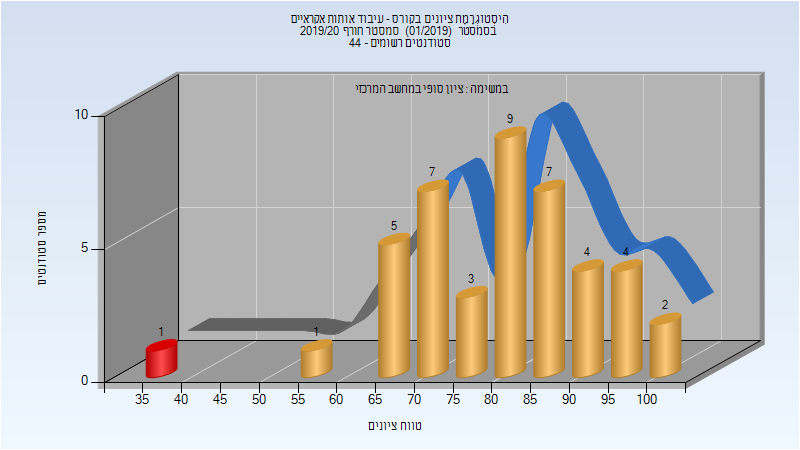 היסטוגרמת ציונים בקורס - עיבוד אותות אקראיים
בסמסטר (01/2019) סמסטר חורף 2019/20
סטודנטים רשומים - 44
במשימה : ציון סופי במחשב המרכזי
מספר סטודנטים
10
5
0
1
1
5
7
3
9
7
4
4
2
35 40 45 50 55 60 65 70 75 80 85 90 95 100
טווח ציונים